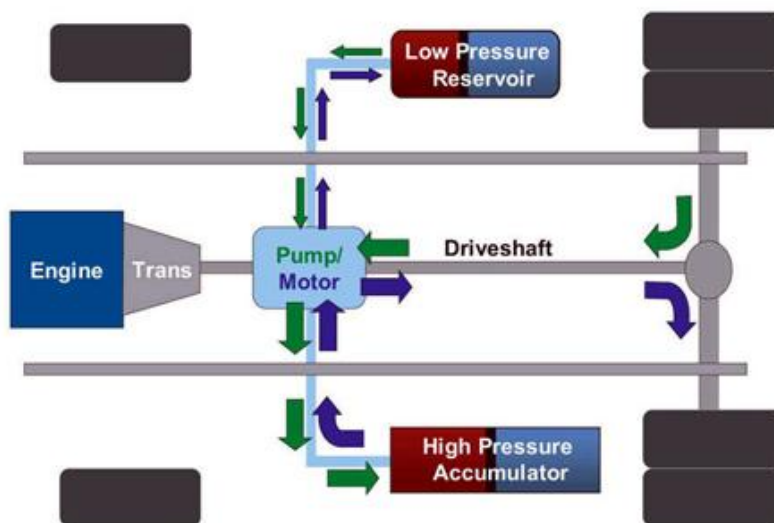 Low Pressure
Reservoir
Engine
Trans
Pump/
Motor
Driveshaft
High Pressure
Accumulator